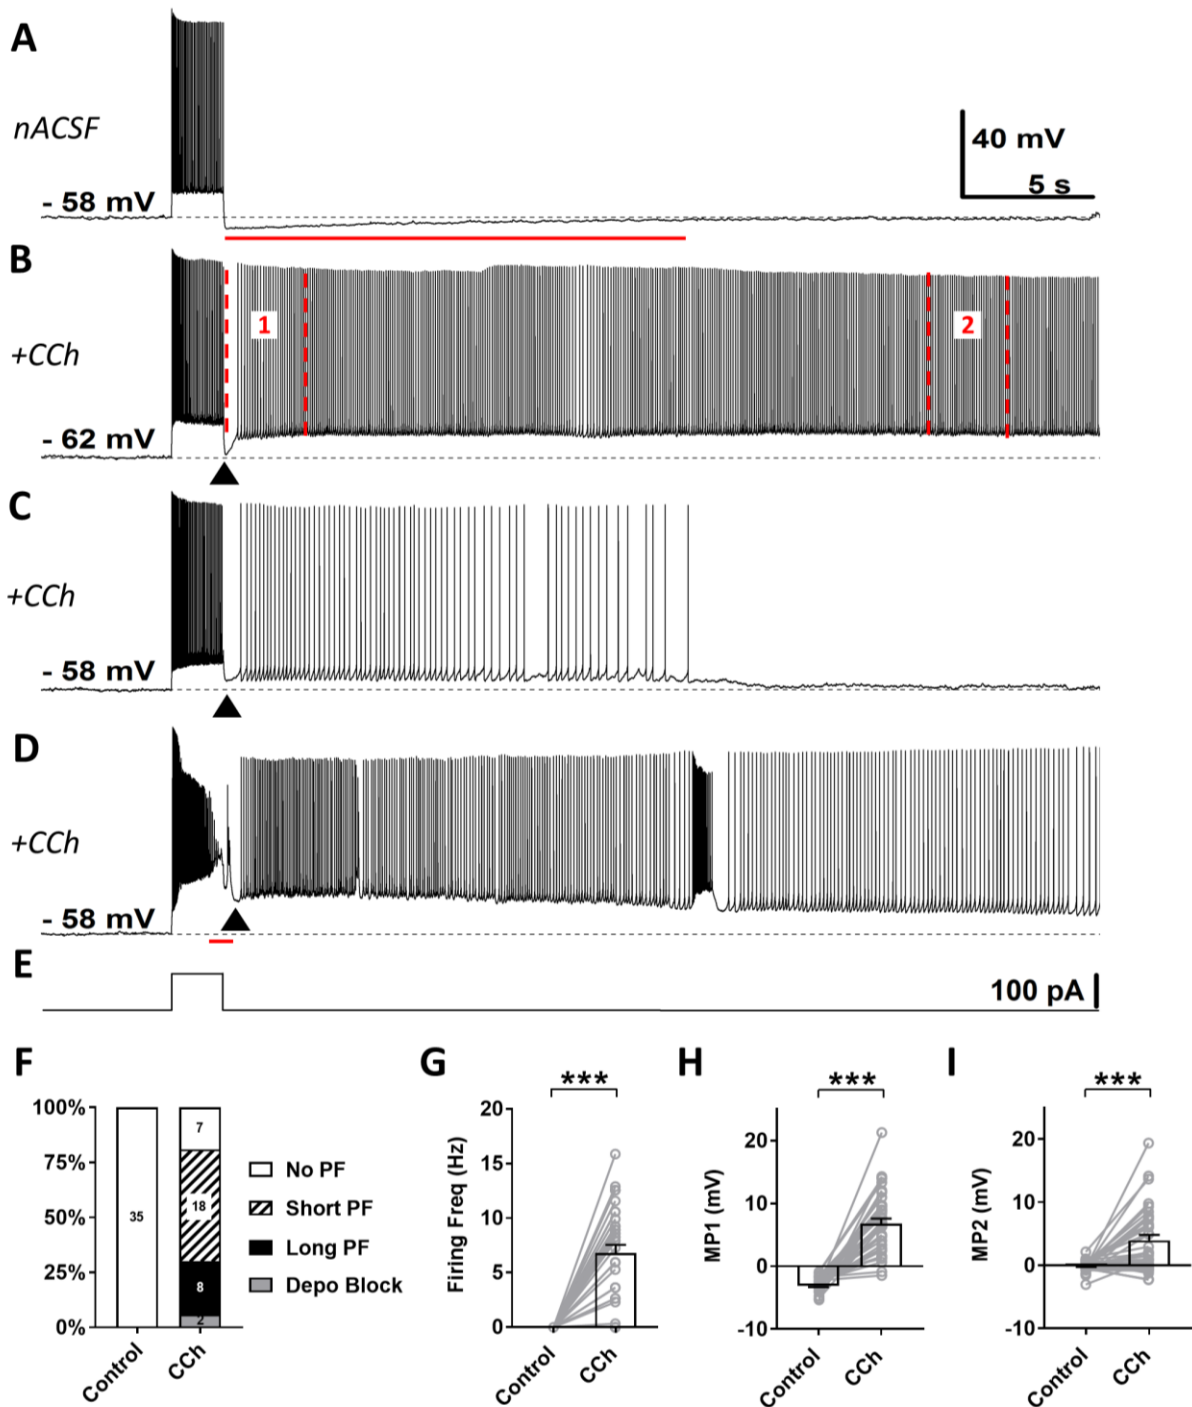 A
nACSF
40 mV
5 s
- 58 mV
B
1
2
+CCh
- 62 mV
C
+CCh
- 58 mV
D
+CCh
- 58 mV
E
100 pA
F
G
H
I
***
***
***
100%
75%
50%
25%
0%
7
35
18
8
2
Control
CCh
No PF
Short PF
Long PF
Depo Block
Firing Freq (Hz)
20
15
10
5
0
Control
CCh
MP1 (mV)
20
10
0
-10
Control
CCh
MP2 (mV)
20
10
0
-10
Control
CCh